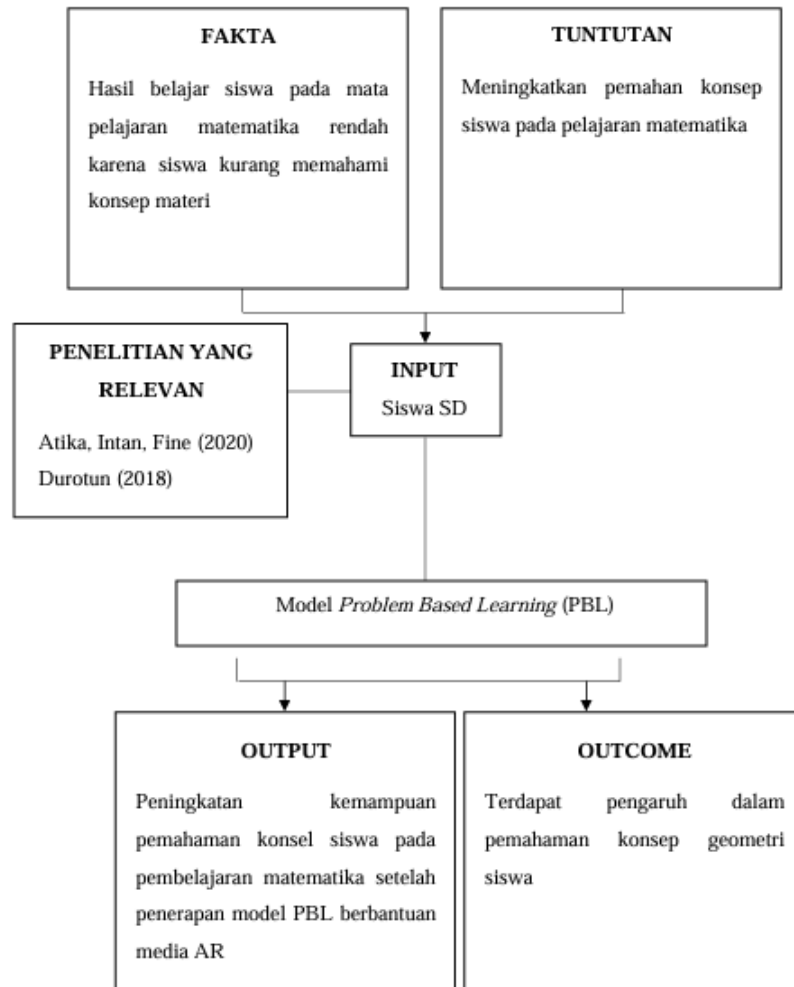 FAKTA
Hasil belajar siswa pada mata
pelajaran matematika rendah
karena siswa kurang memahami
konsep materi
TUNTUTAN
Meningkatkan pemahan konsep
siswa pada pelajaran matematika
PENELITIAN YANG
RELEVAN
Atika, Intan, Fine (2020)
Durotun (2018)
INPUT
Siswa SD
Model Problem Based Learning (PBL)
OUTPUT
Peningkatan kemampuan
pemahaman konsel siswa pada
pembelajaran matematika setelah
penerapan model PBL berbantuan
media AR
OUTCOME
Terdapat pengaruh dalam
pemahaman konsep geometri
siswa